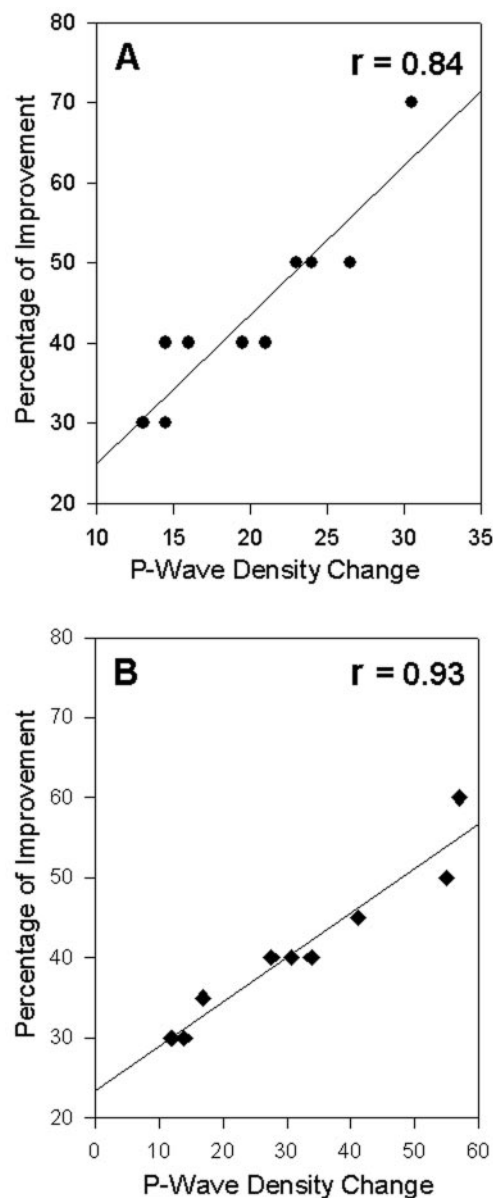 A
r = 0.84
80
70
60
50
40
30
20
Percentage of Improvement
10 15 20 25 30 35
P-Wave Density Change
B
r = 0.93
80
70
60
50
40
30
20
Percentage of Improvement
0 10 20 30 40 50 60
P-Wave Density Change